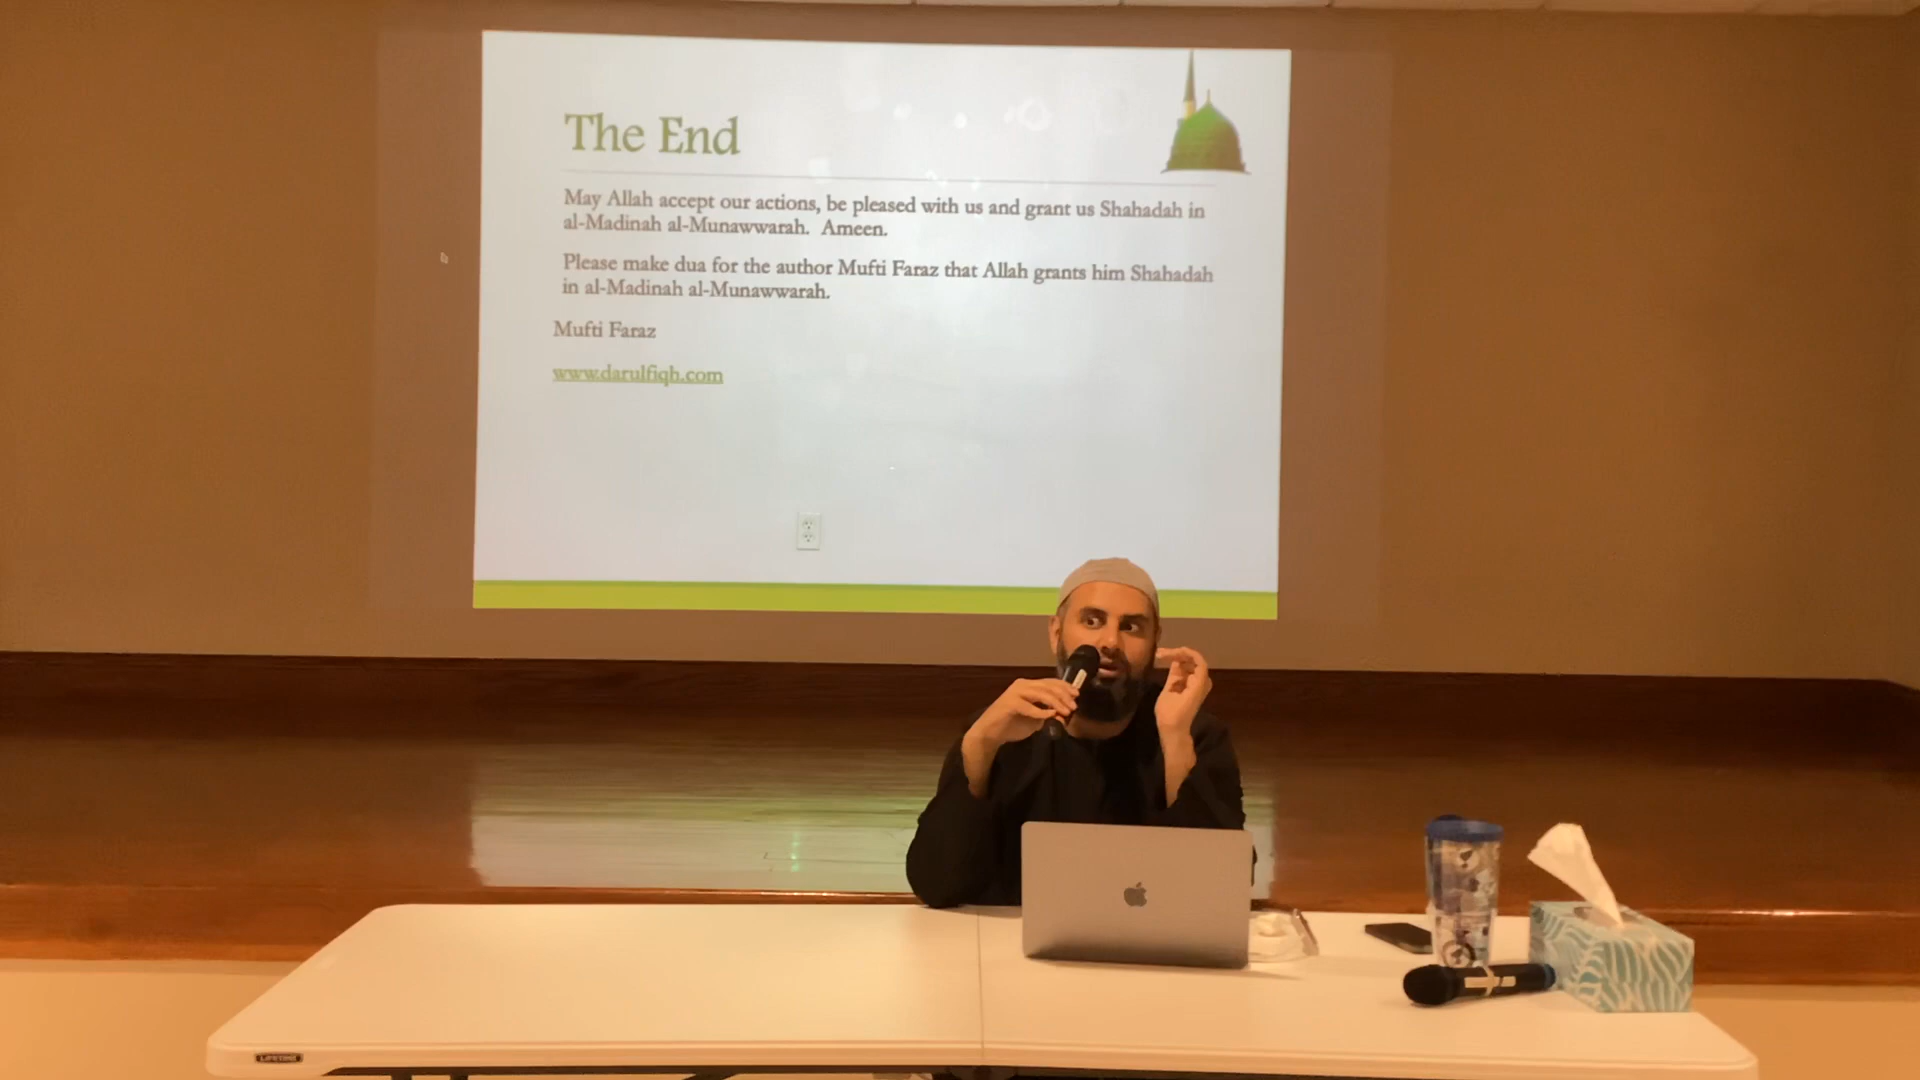 The End
May Allah accept our actions, be pleased with us and grant us Shahadah in
al-Madinah al-Munawwarah.  Ameen.
Please make dua for the author Mufti Faraz that Allah grants him Shahadah
in al-Madinah al-Munawwarah.
Mufti Faraz
www.darulfiqh.com
LIFETIME